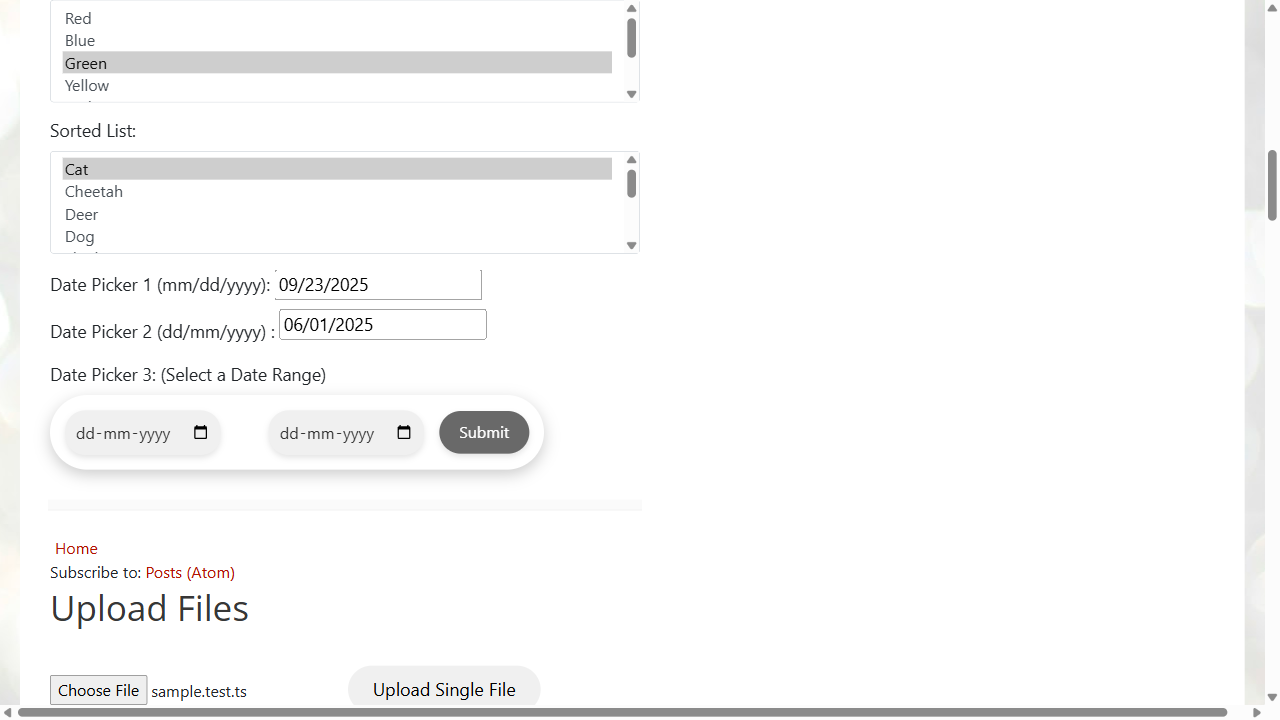 Red
Blue
Green
Yellow
Sorted List:
Cat
Cheetah
Deer
Dog
Date Picker 1 (mm/dd/yyyy): 09/23/2025
Date Picker 2 (dd/mm/yyyy) : 06/01/2025
Date Picker 3: (Select a Date Range)
dd-mm-yyyy dd-mm-yyyy Submit
Home
Subscribe to: Posts (Atom)
Upload Files
Choose File sample.test.ts Upload Single File